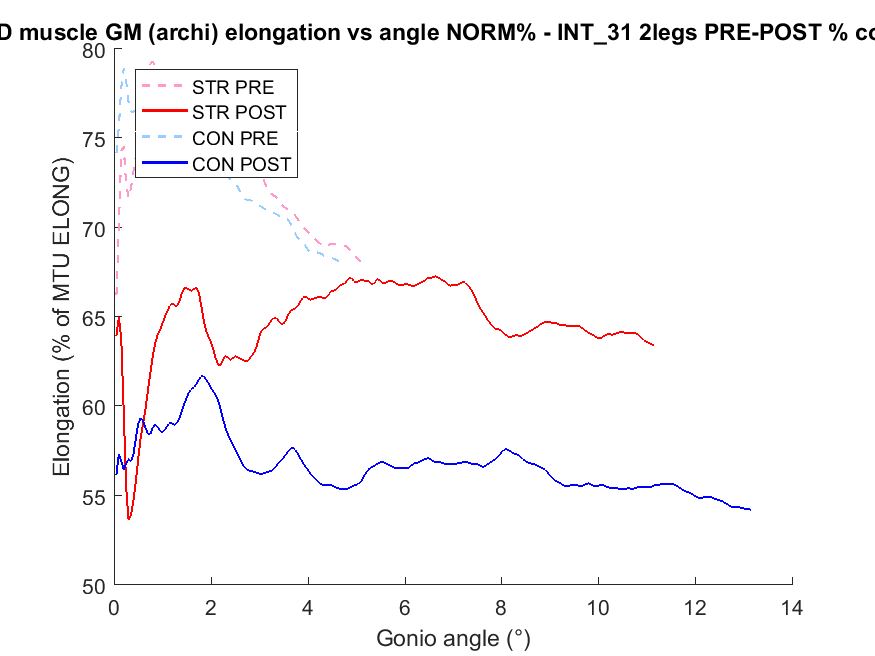 D muscle GM (archi) elongation vs angle NORM% - INT_31 2legs PRE-POST % co
80
75
70
65
60
55
50
Elongation (% of MTU ELONG)
STR PRE
STR POST
CON PRE
CON POST
0 2 4 6 8 10 12 14
Gonio angle (°)